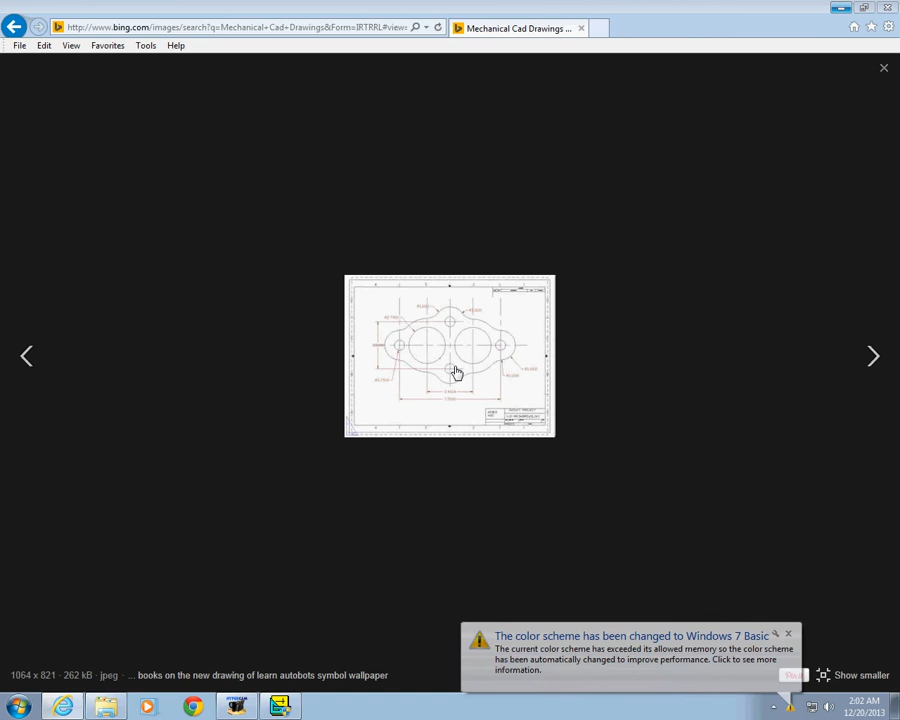 http://www.bing.com/images/search?q=Mechanical+Cad+Drawings&Form=IRTRRL#view=
Mechanical Cad Drawings ...
File Edit View Favorites Tools Help
The color scheme has been changed to Windows 7 Basic
The current color scheme has exceeded its allowed memory so the color scheme
has been automatically changed to improve performance. Click to see more
information.
1064 x 821 · 262 kB · jpeg · ... books on the new drawing of learn autobots symbol wallpaper
Show smaller
2:02 AM
12/20/2013